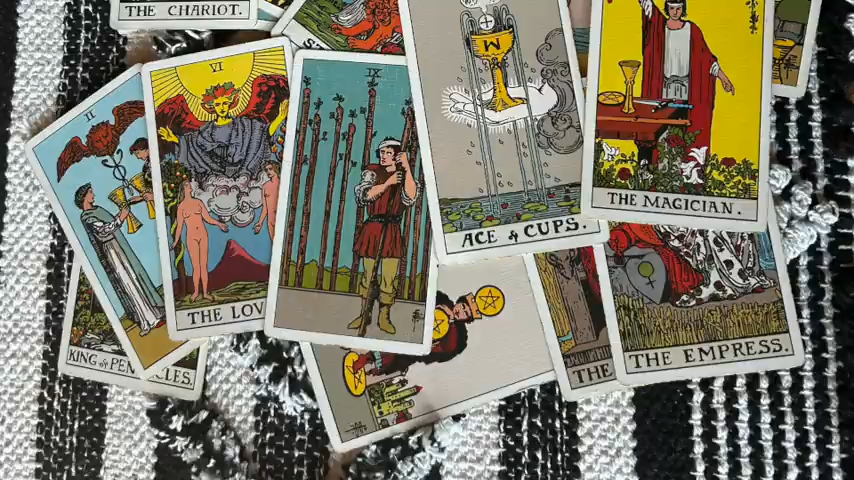 THE CHARIOT.
II
VI
IX
THE LOV
ACE of CUPS.
THE MAGICIAN.
KING of PEN CLES.
THE
THE EMPRESS.